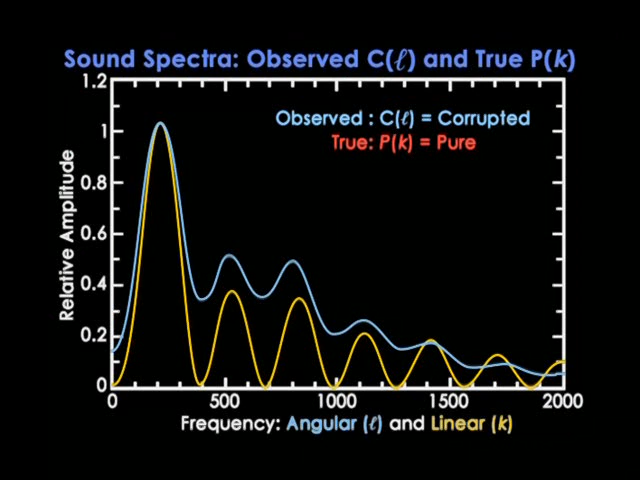 Sound Spectra: Observed C(ℓ) and True P(k)
1.2
1
0.8
0.6
0.4
0.2
0
Relative Amplitude
Observed : C(ℓ) = Corrupted
True: P(k) = Pure
0 500 1000 1500 2000
Frequency: Angular (ℓ) and Linear (k)